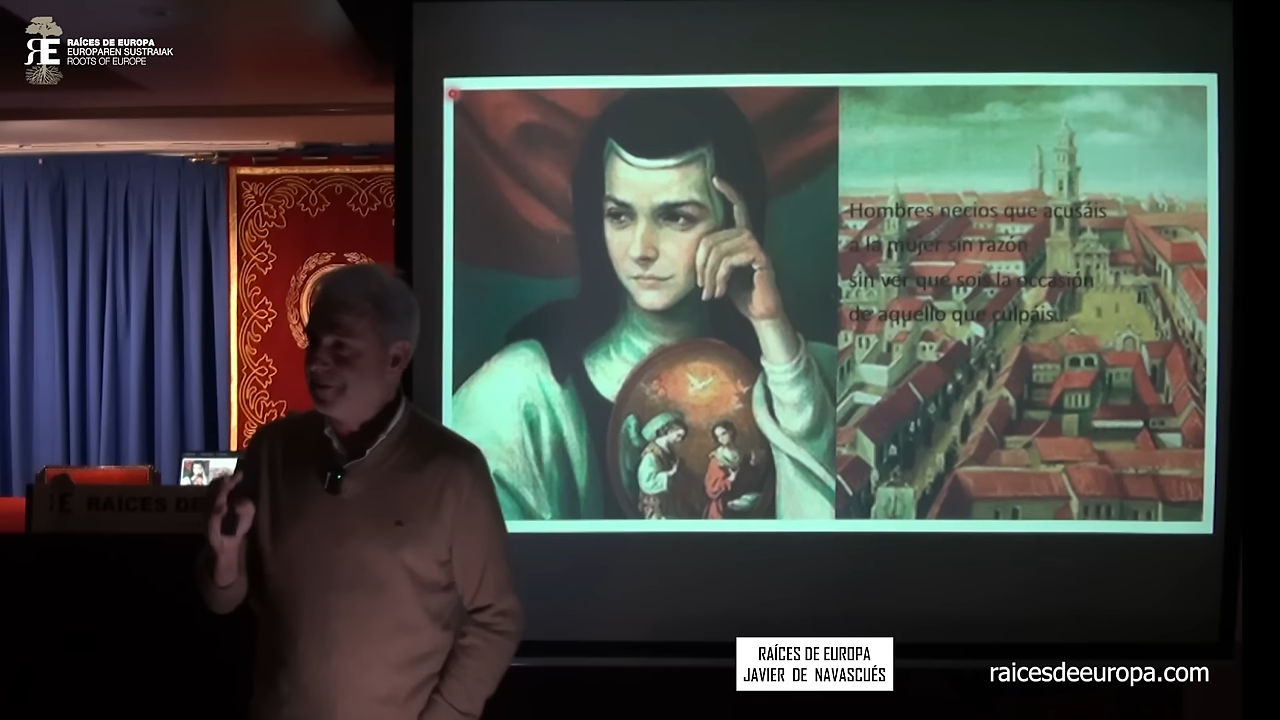 RAÍCES DE EUROPA
EUROPAREN SUSTRAIAK
ROOTS OF EUROPE
Hombres necios que acusáis
a la mujer sin razón
sin ver que sois la occasión
de aquello que culpáis...
RAÍCES DE
RAÍCES DE EUROPA
JAVIER DE NAVASCUÉS
raicesdeeuropa.com